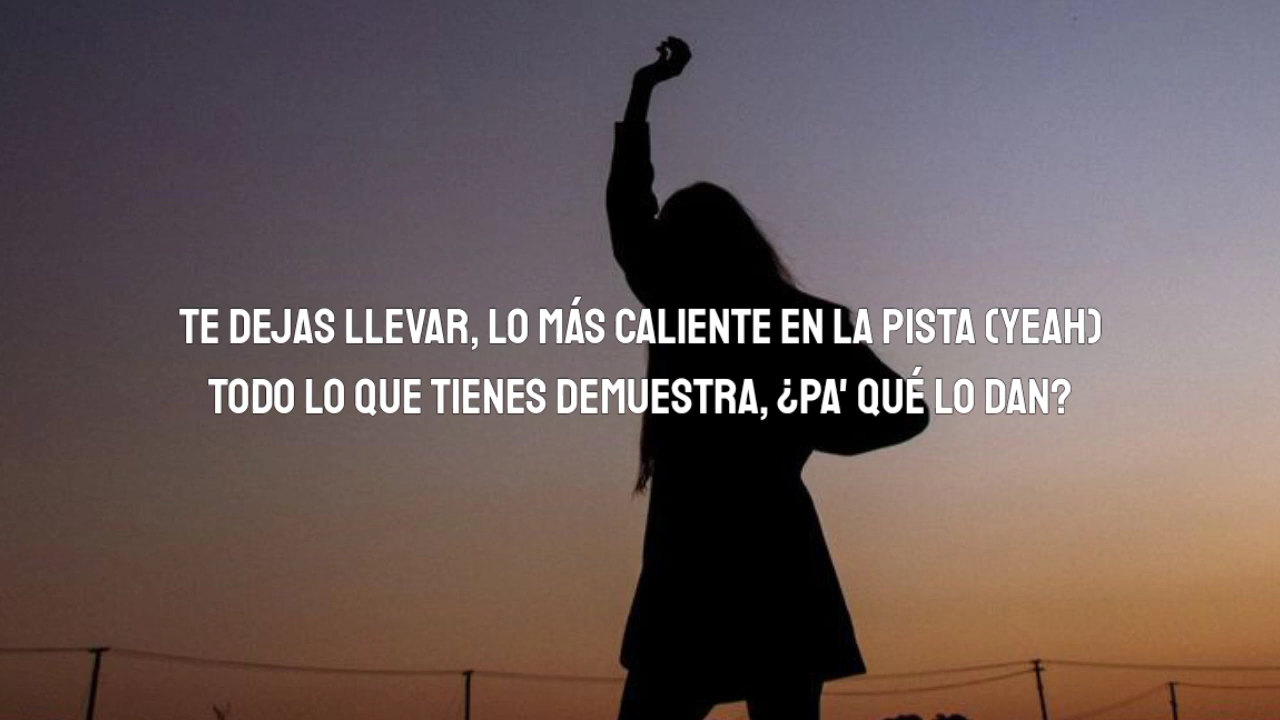 TE DEJAS LLEVAR, LO MÁS CALIENTE EN LA PISTA (YEAH)
TODO LO QUE TIENES DEMUESTRA, ¿PA' QUÉ LO DAN?